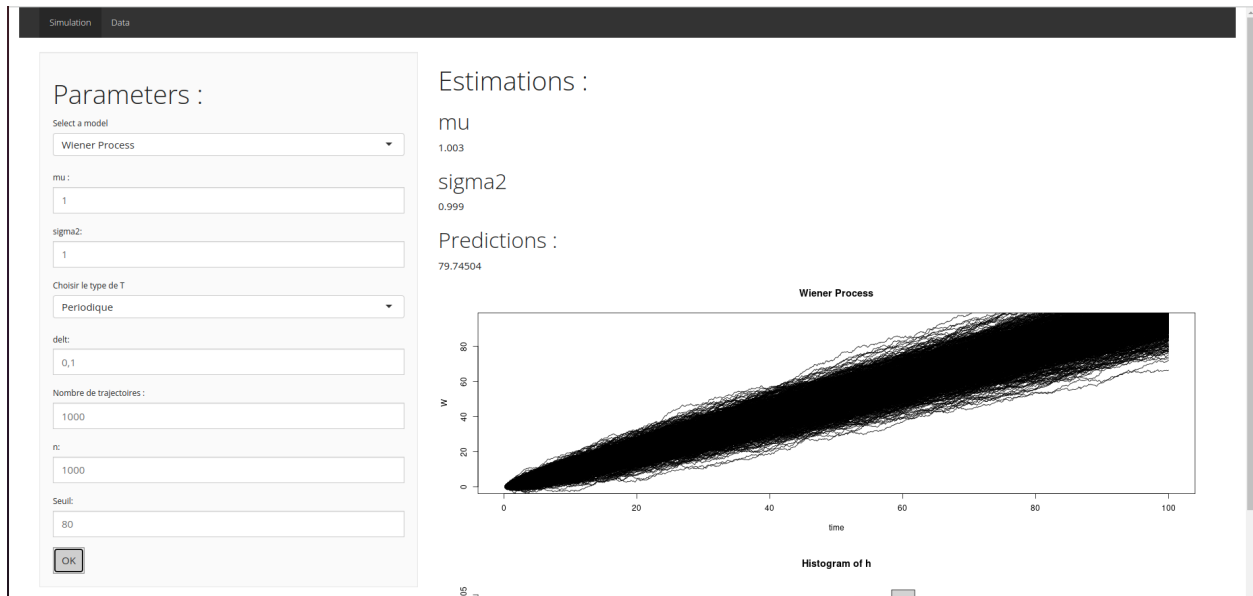 Simulation Data
Parameters :
Select a model
Wiener Process
mu :
1
sigma2:
1
Choisir le type de T
Periodique
delt:
0,1
Nombre de trajectoires :
1000
n:
1000
Seuil:
80
OK
Estimations :
mu
1.003
sigma2
0.999
Predictions :
79.74504
Wiener Process
W
0 20 40 60 80
0 20 40 60 80 100
time
Histogram of h